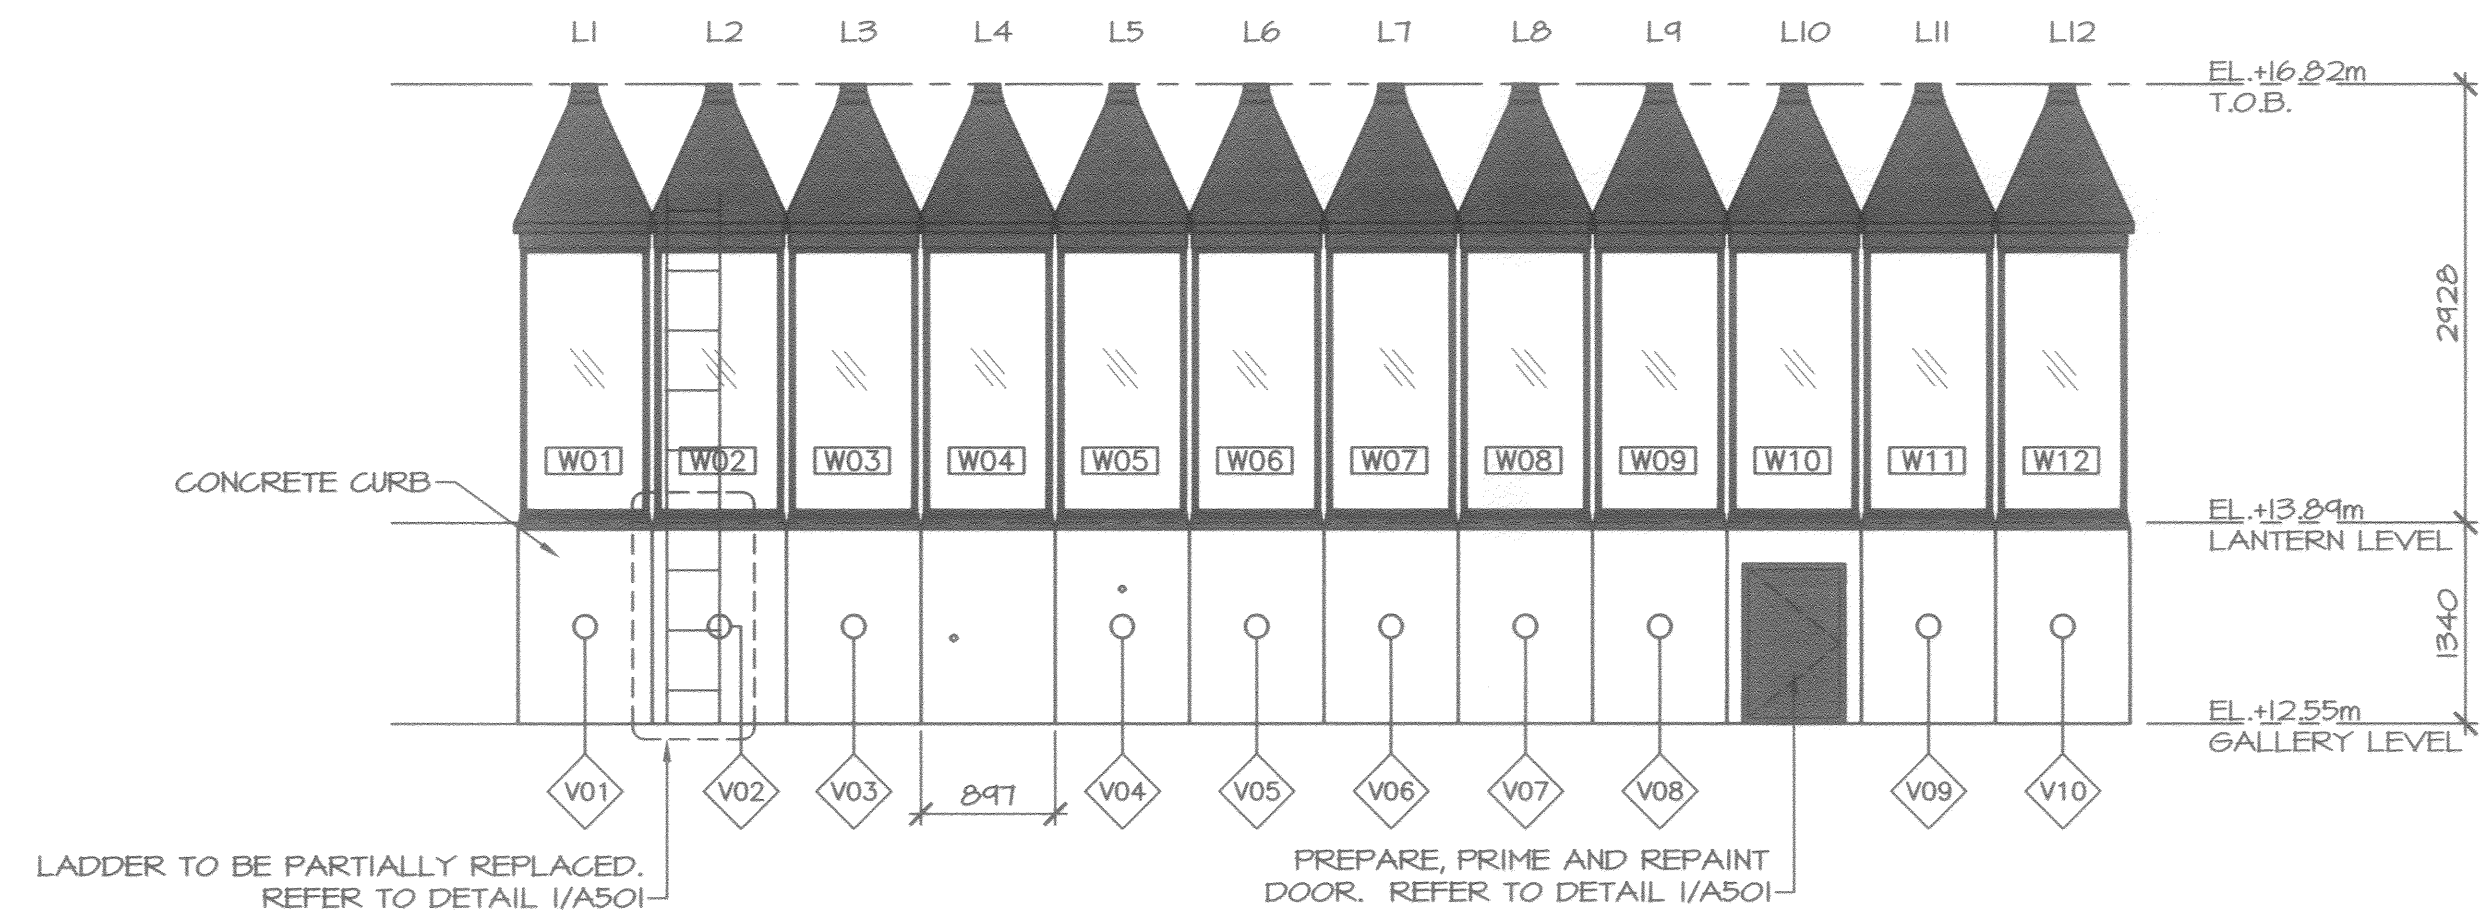 L1 L2 L3 L4 L5 L6 L7 L8 L9 L10 L11 L12
EL.+16.82m
T.O.B.
2928
W01 W02 W03 W04 W05 W06 W07 W08 W09 W10 W11 W12
CONCRETE CURB
EL.+13.89m
LANTERN LEVEL
1340
EL.+12.55m
GALLERY LEVEL
V01 V02 V03 897 V04 V05 V06 V07 V08 V09 V10
LADDER TO BE PARTIALLY REPLACED.
REFER TO DETAIL 1/A501
PREPARE, PRIME AND REPAINT
DOOR. REFER TO DETAIL 1/A501